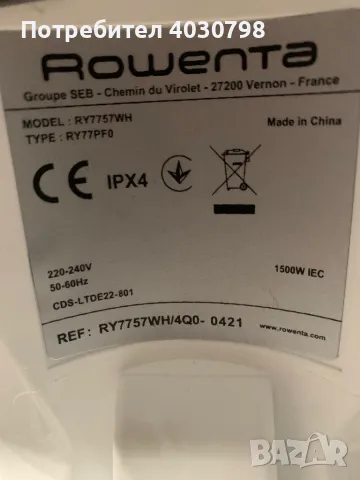 Потребител 4030798
Rowenta
Groupe SEB - Chemin du Virolet - 27200 Vernon - France
MODEL : RY7757WH
TYPE : RY77PF0
Made in China
CE IPX4
220-240V
50-60Hz
1500W IEC
CDS-LTDE22-801
REF: RY7757WH/4Q0- 0421
www.rowenta.com
BAZAR